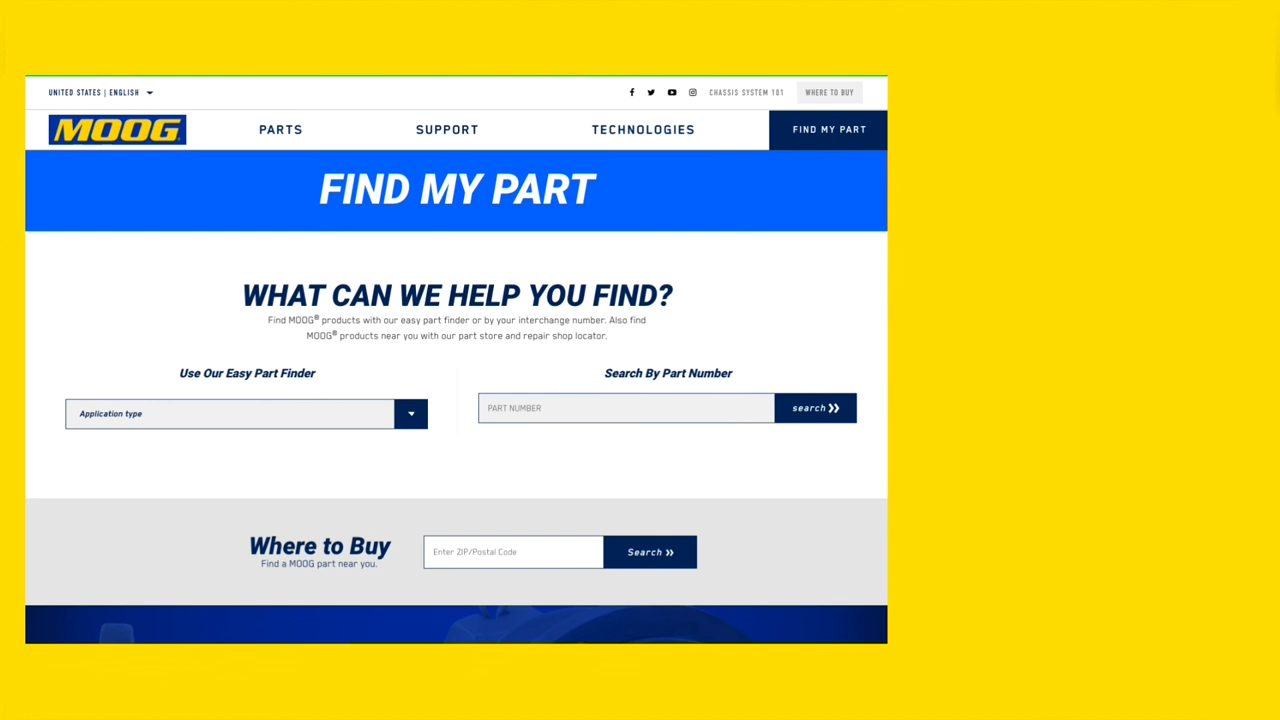 UNITED STATES | ENGLISH
CHASSIS SYSTEM 101
WHERE TO BUY
MOOG
PARTS
SUPPORT
TECHNOLOGIES
FIND MY PART
FIND MY PART
WHAT CAN WE HELP YOU FIND?
Find MOOG® products with our easy part finder or by your interchange number. Also find
MOOG® products near you with our part store and repair shop locator.
Use Our Easy Part Finder
Application type
Search By Part Number
PART NUMBER
search
Where to Buy
Find a MOOG part near you.
Enter ZIP/Postal Code
Search